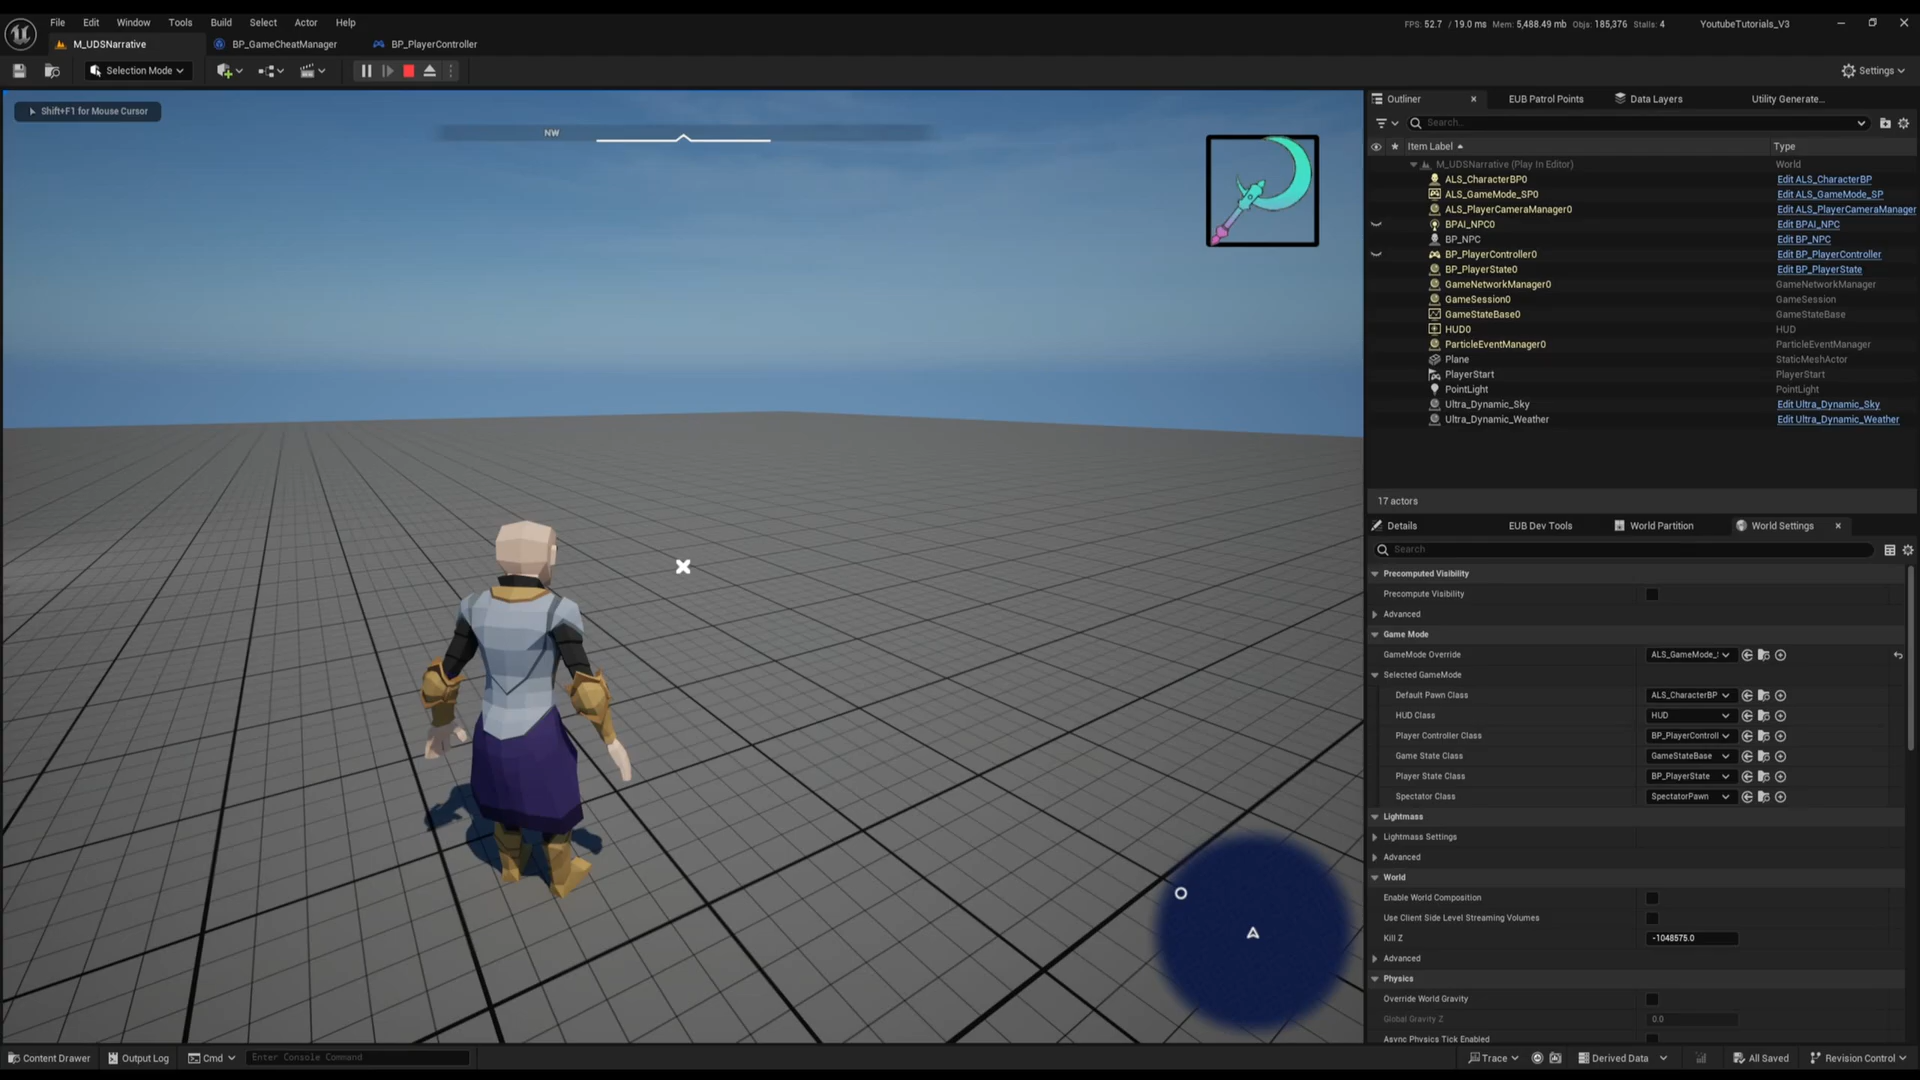 File Edit Window Tools Build Select Actor Help
FPS: 52.7 / 19.0 ms Mem: 5,488.49 mb Objs: 185,376 Stalls: 4
YoutubeTutorials_V3
M_UDSNarrative
BP_GameCheatManager
BP_PlayerController
Selection Mode
Settings
Shift+F1 for Mouse Cursor
NW
Outliner
EUB Patrol Points
Data Layers
Utility Generate...
Search...
Item Label
Type
M_UDSNarrative (Play In Editor) World
ALS_CharacterBP0 Edit ALS_CharacterBP
ALS_GameMode_SP0 Edit ALS_GameMode_SP
ALS_PlayerCameraManager0 Edit ALS_PlayerCameraManager
BPAI_NPC0 Edit BPAI_NPC
BP_NPC Edit BP_NPC
BP_PlayerController0 Edit BP_PlayerController
BP_PlayerState0 Edit BP_PlayerState
GameNetworkManager0 GameNetworkManager
GameSession0 GameSession
GameStateBase0 GameStateBase
HUD0 HUD
ParticleEventManager0 ParticleEventManager
Plane StaticMeshActor
PlayerStart PlayerStart
PointLight PointLight
Ultra_Dynamic_Sky Edit Ultra_Dynamic_Sky
Ultra_Dynamic_Weather Edit Ultra_Dynamic_Weather
17 actors
Details
EUB Dev Tools
World Partition
World Settings
Search
Precomputed Visibility
Precompute Visibility
Advanced
Game Mode
GameMode Override ALS_GameMode_
Selected GameMode
Default Pawn Class ALS_CharacterBP
HUD Class HUD
Player Controller Class BP_PlayerControll
Game State Class GameStateBase
Player State Class BP_PlayerState
Spectator Class SpectatorPawn
Lightmass
Lightmass Settings
Advanced
World
Enable World Composition
Use Client Side Level Streaming Volumes
Kill Z -1048575.0
Advanced
Physics
Override World Gravity
Global Gravity Z 0.0
Async Physics Tick Enabled
Content Drawer
Output Log
Cmd
Enter Console Command
Trace
Derived Data
All Saved
Revision Control